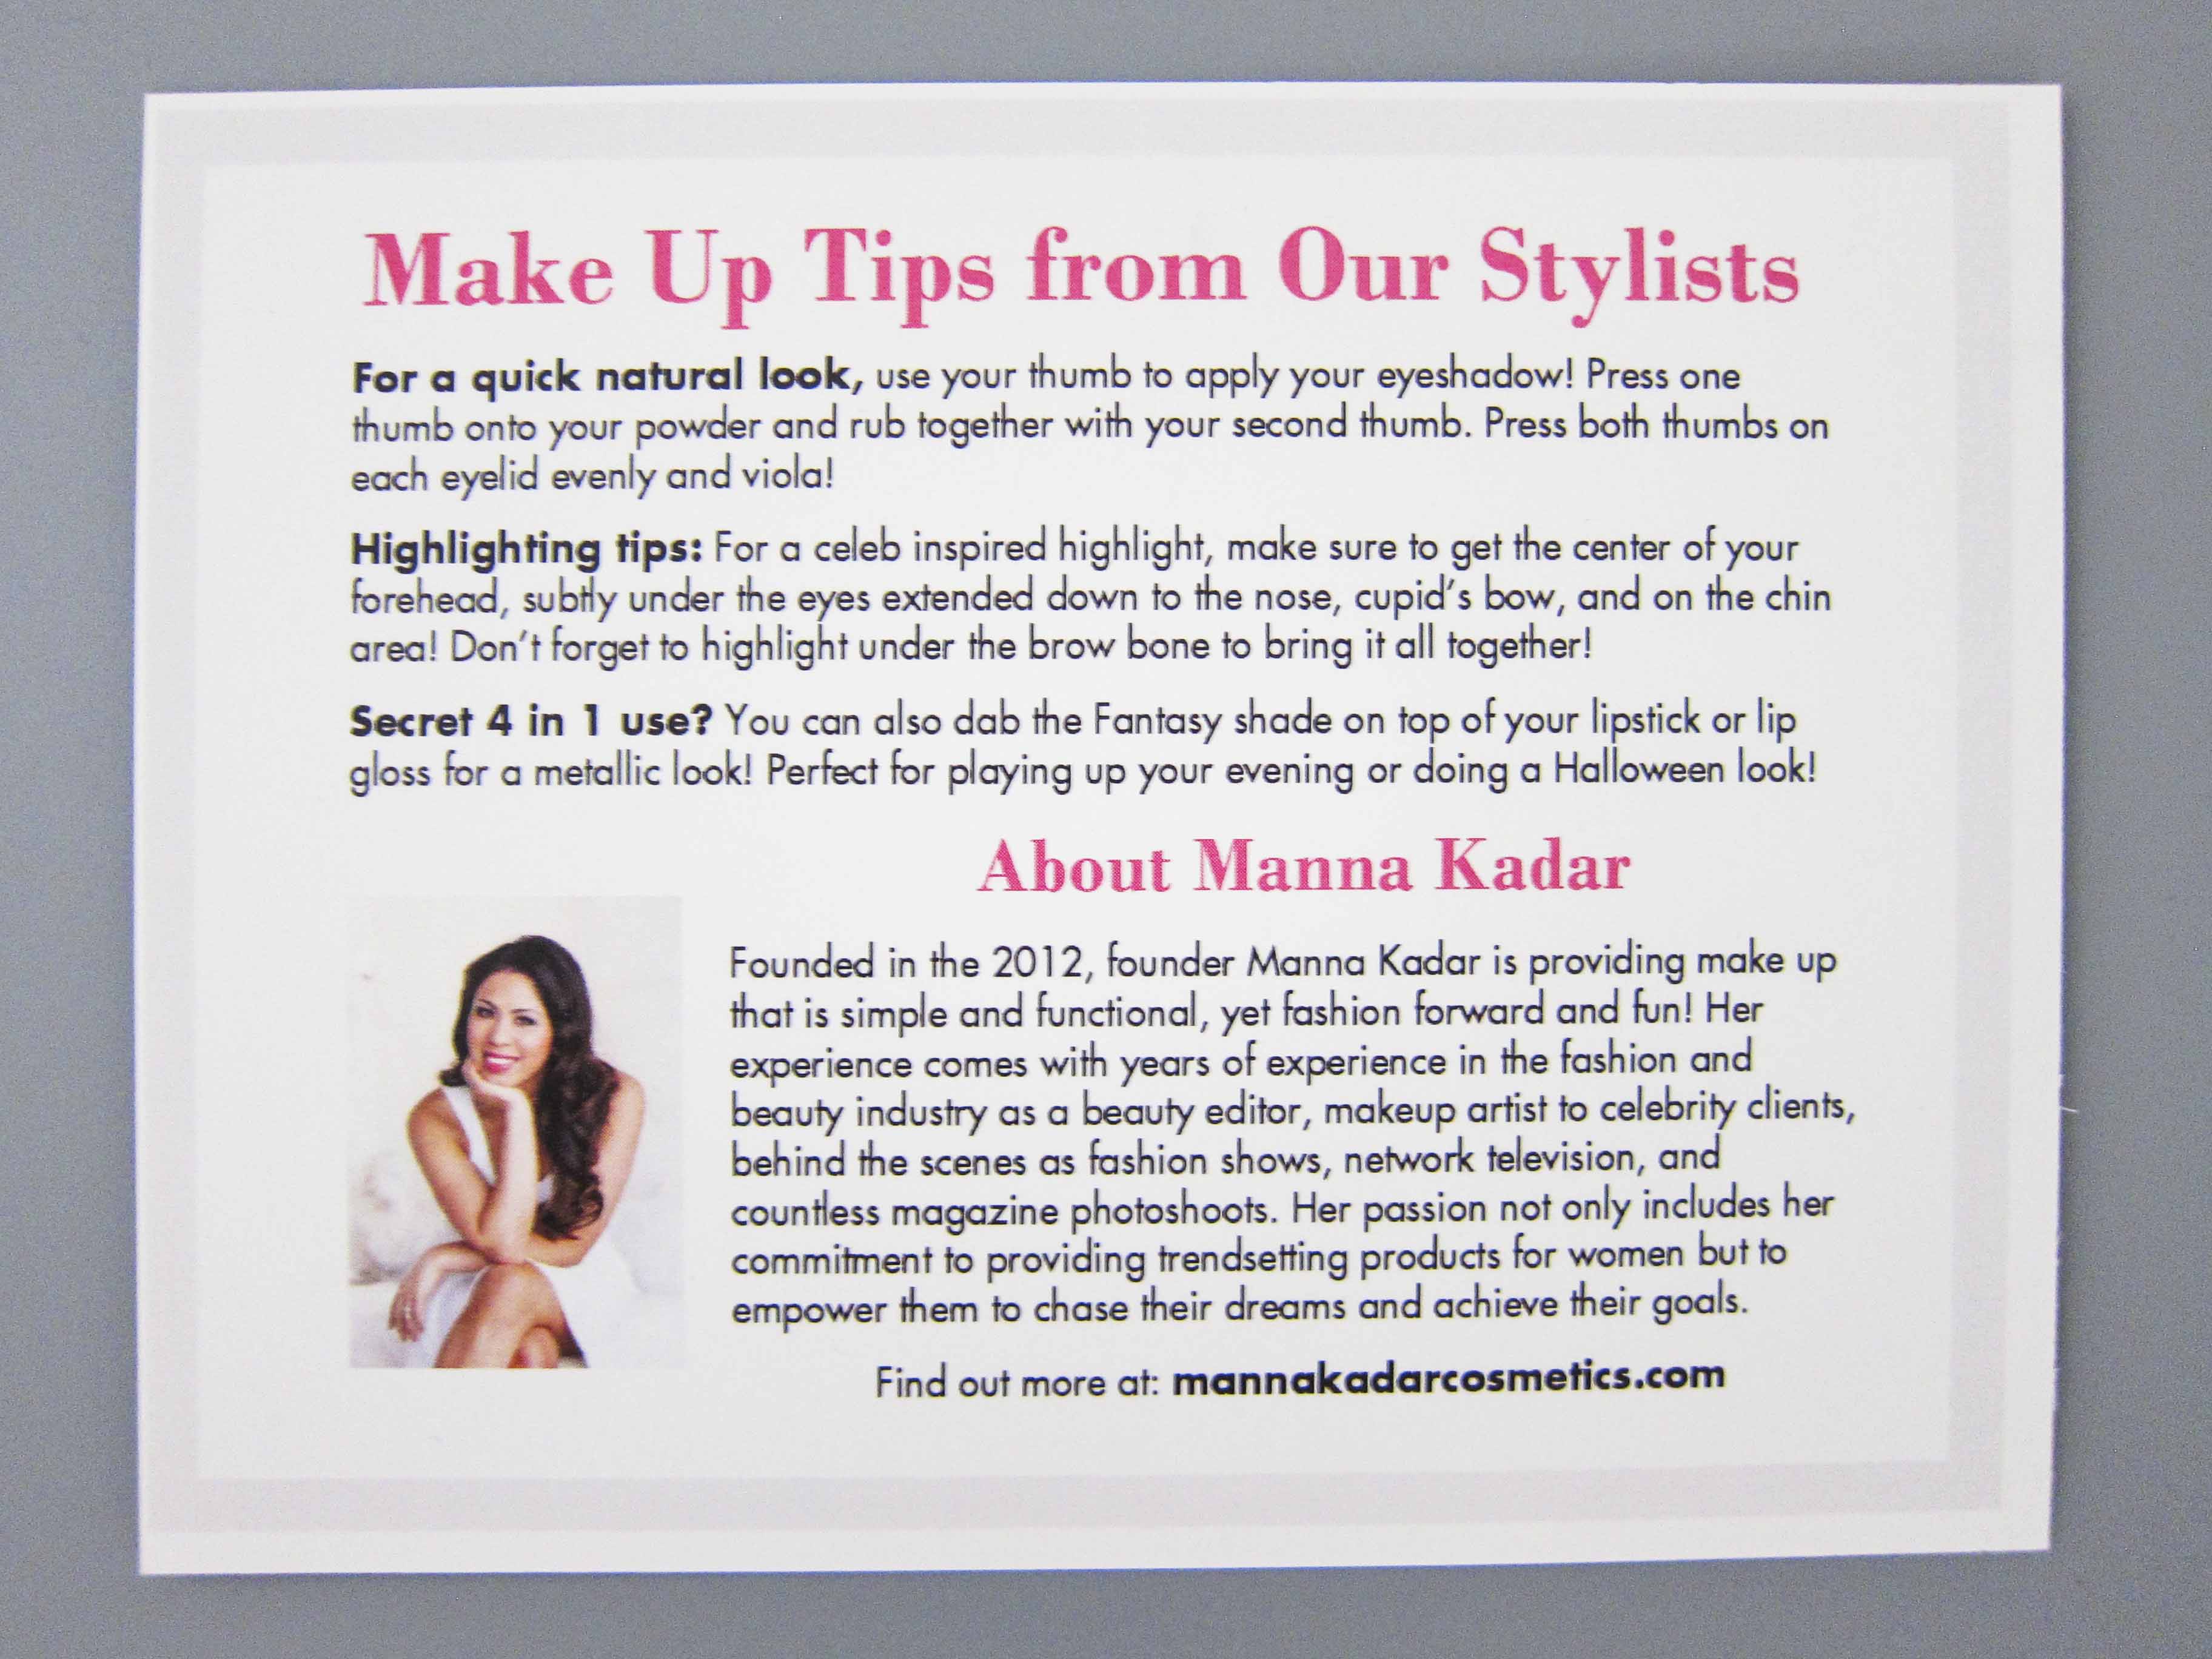 Make Up Tips from Our Stylists
For a quick natural look, use your thumb to apply your eyeshadow! Press one
thumb onto your powder and rub together with your second thumb. Press both thumbs on
each eyelid evenly and viola!
Highlighting tips: For a celeb inspired highlight, make sure to get the center of your
forehead, subtly under the eyes extended down to the nose, cupid's bow, and on the chin
area! Don't forget to highlight under the brow bone to bring it all together!
Secret 4 in 1 use? You can also dab the Fantasy shade on top of your lipstick or lip
gloss for a metallic look! Perfect for playing up your evening or doing a Halloween look!
About Manna Kadar
Founded in the 2012, founder Manna Kadar is providing make up
that is simple and functional, yet fashion forward and fun! Her
experience comes with years of experience in the fashion and
beauty industry as a beauty editor, makeup artist to celebrity clients,
behind the scenes as fashion shows, network television, and
countless magazine photoshoots. Her passion not only includes her
commitment to providing trendsetting products for women but to
empower them to chase their dreams and achieve their goals.
Find out more at: mannakadarcosmetics.com